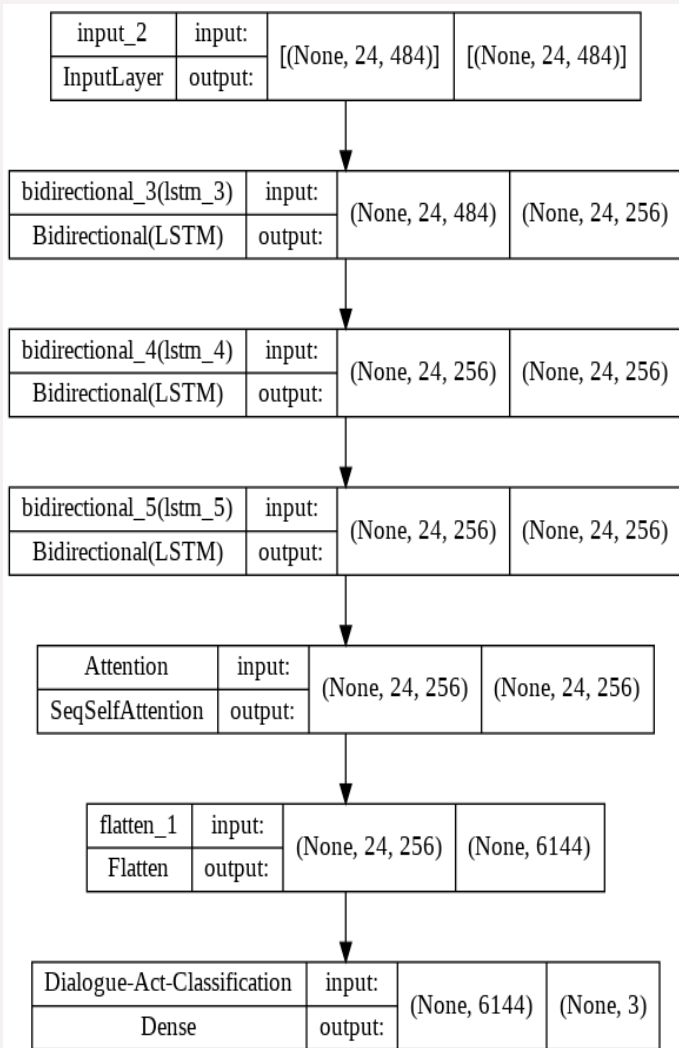 input_2 input: [(None, 24, 484)] [(None, 24, 484)]
InputLayer output:
bidirectional_3(lstm_3) input: (None, 24, 484) (None, 24, 256)
Bidirectional(LSTM) output:
bidirectional_4(lstm_4) input: (None, 24, 256) (None, 24, 256)
Bidirectional(LSTM) output:
bidirectional_5(lstm_5) input: (None, 24, 256) (None, 24, 256)
Bidirectional(LSTM) output:
Attention input: (None, 24, 256) (None, 24, 256)
SeqSelfAttention output:
flatten_1 input: (None, 24, 256) (None, 6144)
Flatten output:
Dialogue-Act-Classification input: (None, 6144) (None, 3)
Dense output: